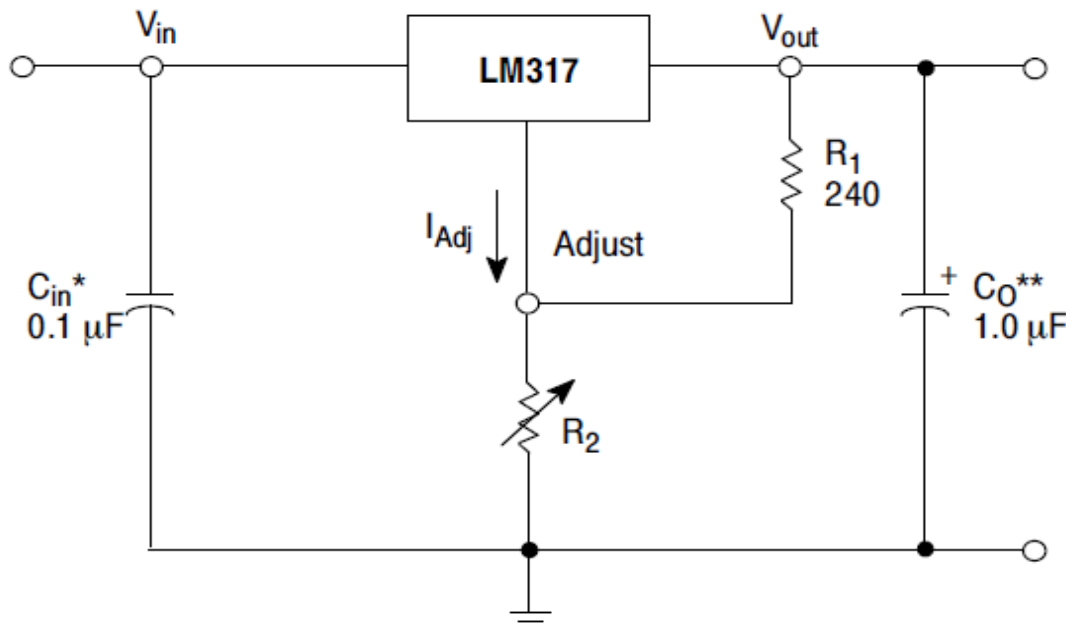 Vin
LM317
Vout
R1
240
IAdj
Adjust
Cin*
0.1 μF
+
CO**
1.0 μF
R2